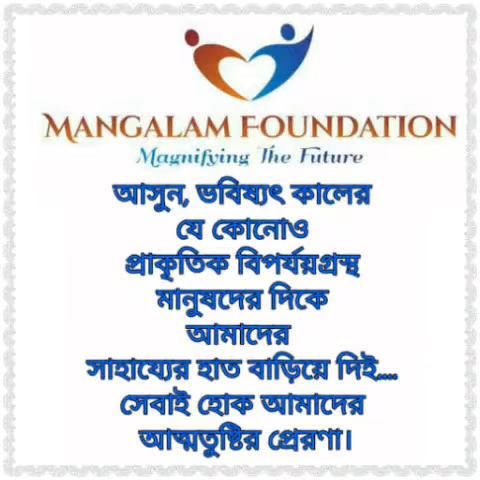 MANGALAM FOUNDATION
Magnifying The Future
আসুন, ভবিষ্যৎ কালের
যে কোনোও
প্রাকৃতিক বিপর্যয়গ্রস্থ
মানুষদের দিকে
আমাদের
সাহায্যের হাত বাড়িয়ে দিই....
সেবাই হোক আমাদের
আত্মতুষ্টির প্রেরণা।